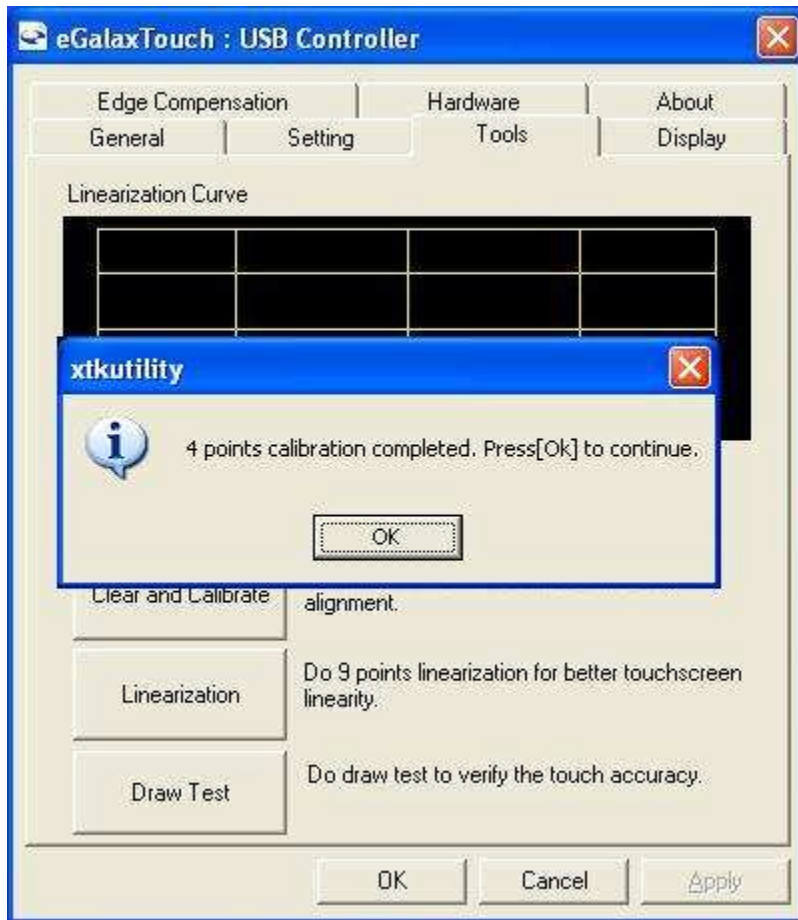 eGalaxTouch : USB Controller
Edge Compensation Hardware About
General Setting Tools Display
Linearization Curve
xtkutility
4 points calibration completed. Press[Ok] to continue.
OK
Clear and Calibrate
alignment.
Linearization
Do 9 points linearization for better touchscreen
linearity.
Draw Test
Do draw test to verify the touch accuracy.
OK Cancel Apply